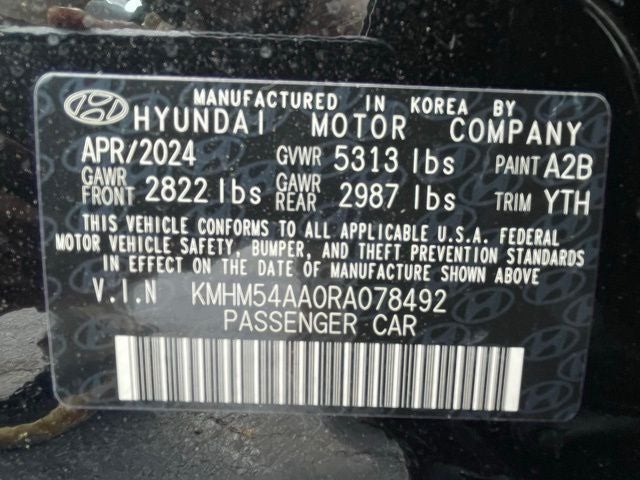 MANUFACTURED IN KOREA BY
HYUNDAI MOTOR COMPANY
APR/2024 GVWR 5313 lbs PAINT A2B
GAWR FRONT 2822 lbs GAWR REAR 2987 lbs TRIM YTH
THIS VEHICLE CONFORMS TO ALL APPLICABLE U.S.A. FEDERAL
MOTOR VEHICLE SAFETY, BUMPER, AND THEFT PREVENTION STANDARDS
IN EFFECT ON THE DATE OF MANUFACTURE SHOWN ABOVE
V.I.N KMHM54AA0RA078492
PASSENGER CAR